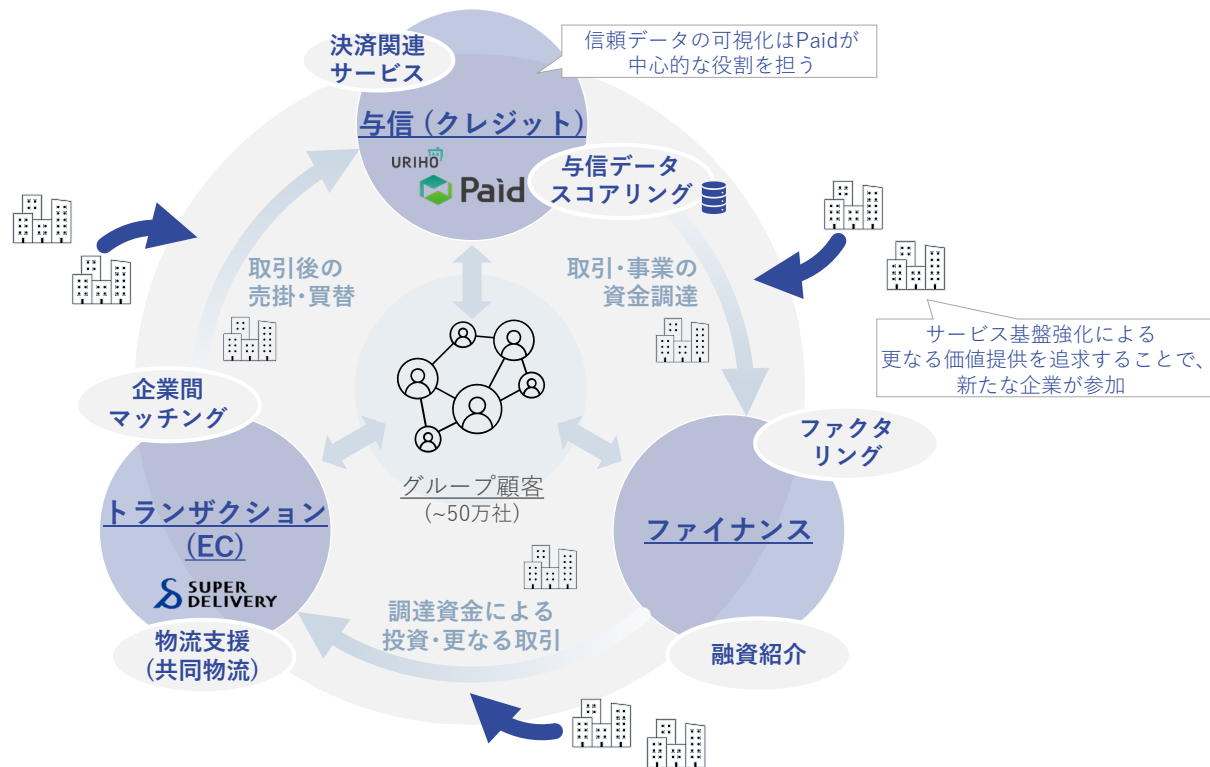 決済関連
サービス
信頼データの可視化はPaidが
中心的な役割を担う
与信(クレジット)
URIHO
Paid
与信データ
スコアリング
取引後の
売掛・買替
取引・事業の
資金調達
サービス基盤強化による
更なる価値提供を追求することで、
新たな企業が参加
企業間
マッチング
ファクタ
リング
グループ顧客
(~50万社)
トランザクション
(EC)
SUPER
DELIVERY
ファイナンス
調達資金による
投資・更なる取引
物流支援
(共同物流)
融資紹介